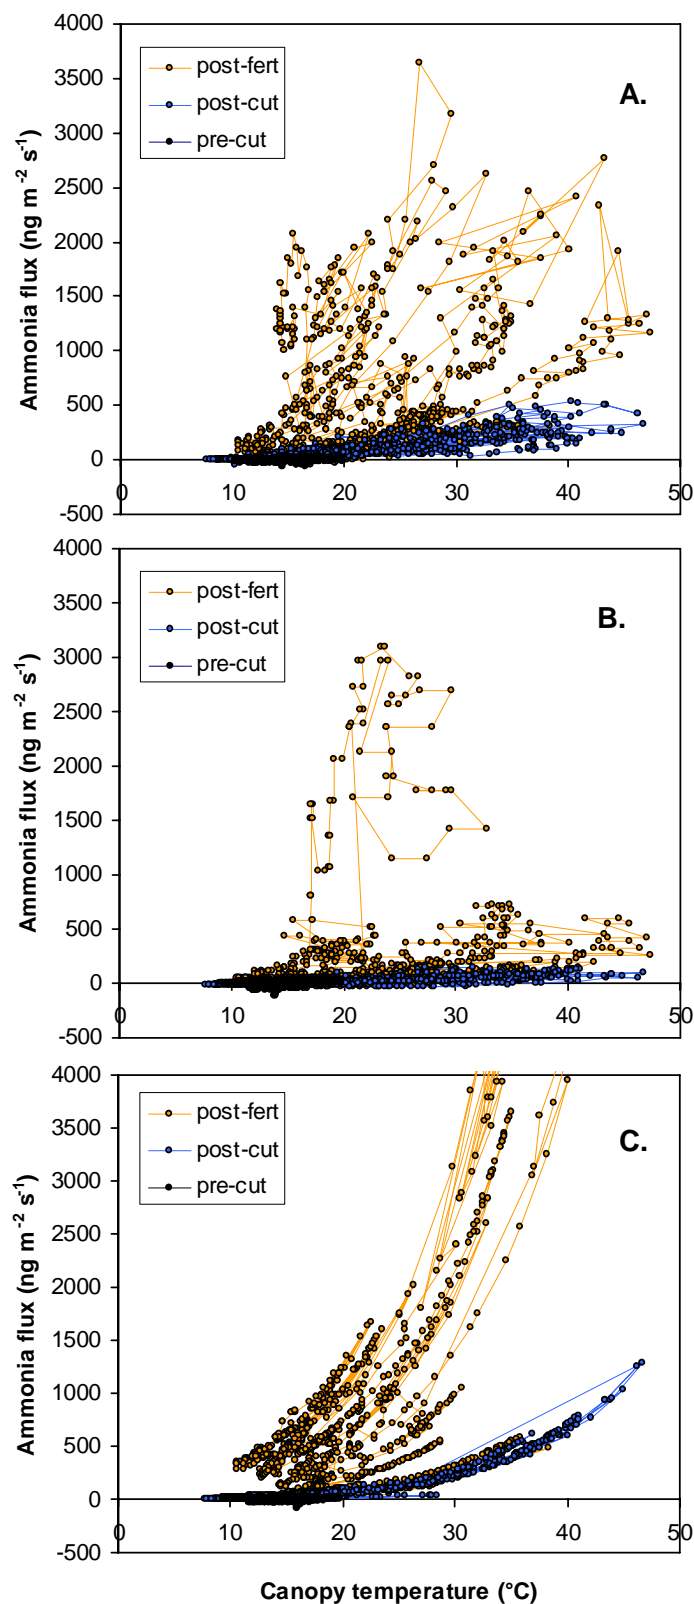 4000
3500
3000
2500
2000
1500
1000
500
0
-500
Ammonia flux (ng m⁻² s⁻¹)
post-fert
post-cut
pre-cut
A.
0 10 20 30 40 50
4000
3500
3000
2500
2000
1500
1000
500
0
-500
Ammonia flux (ng m⁻² s⁻¹)
post-fert
post-cut
pre-cut
B.
0 10 20 30 40 50
4000
3500
3000
2500
2000
1500
1000
500
0
-500
Ammonia flux (ng m⁻² s⁻¹)
post-fert
post-cut
pre-cut
C.
0 10 20 30 40 50
Canopy temperature (°C)